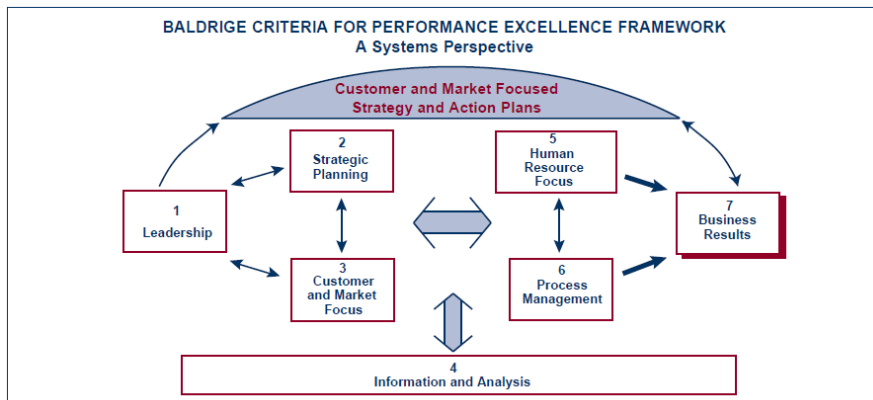 BALDRIGE CRITERIA FOR PERFORMANCE EXCELLENCE FRAMEWORK
A Systems Perspective
Customer and Market Focused
Strategy and Action Plans
1
Leadership
2
Strategic
Planning
3
Customer
and Market
Focus
5
Human
Resource
Focus
6
Process
Management
7
Business
Results
4
Information and Analysis